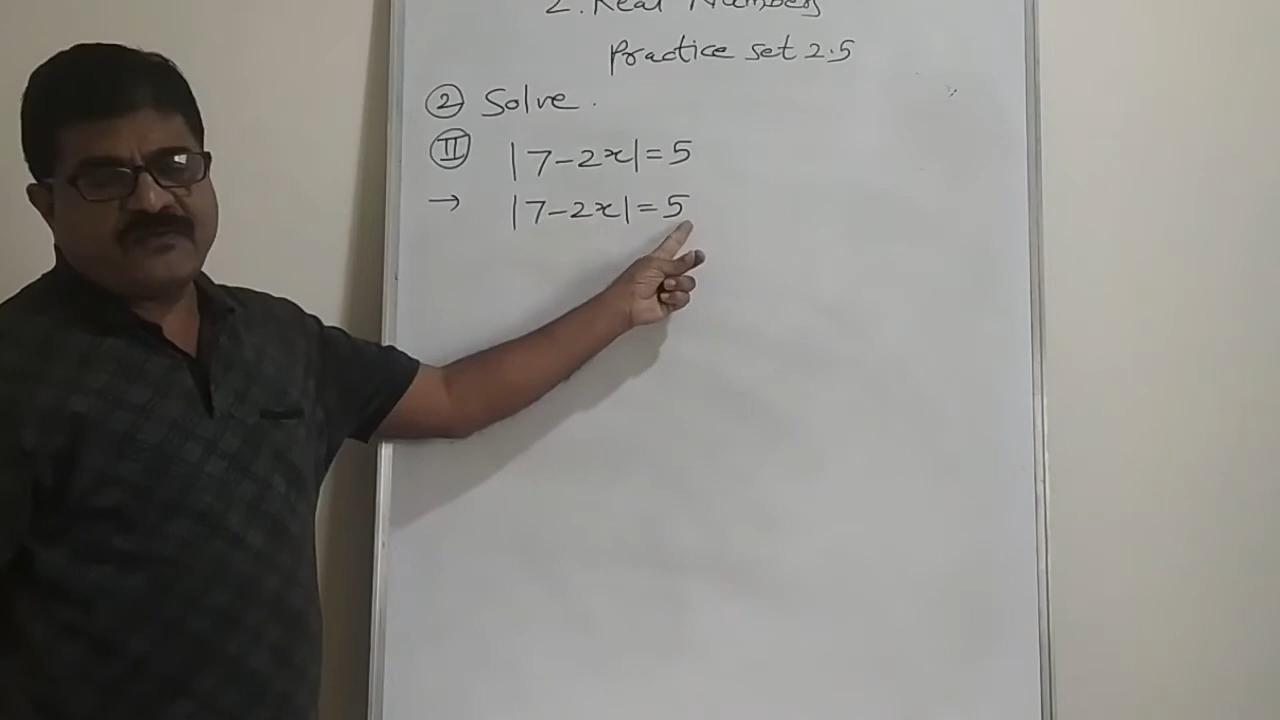 2. Real Numbers
Practice set 2.5
② Solve.
Ⅱ |7-2x|=5
→ |7-2x|=5